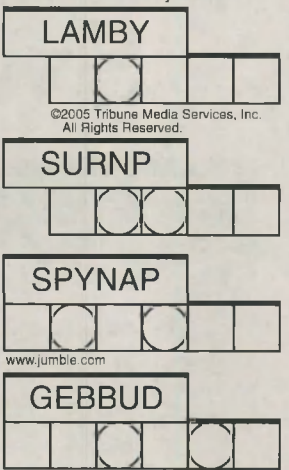 LAMBY
©2005 Tribune Media Services, Inc.
All Rights Reserved.
SURNP
SPYNAP
www.jumble.com
GEBBUD